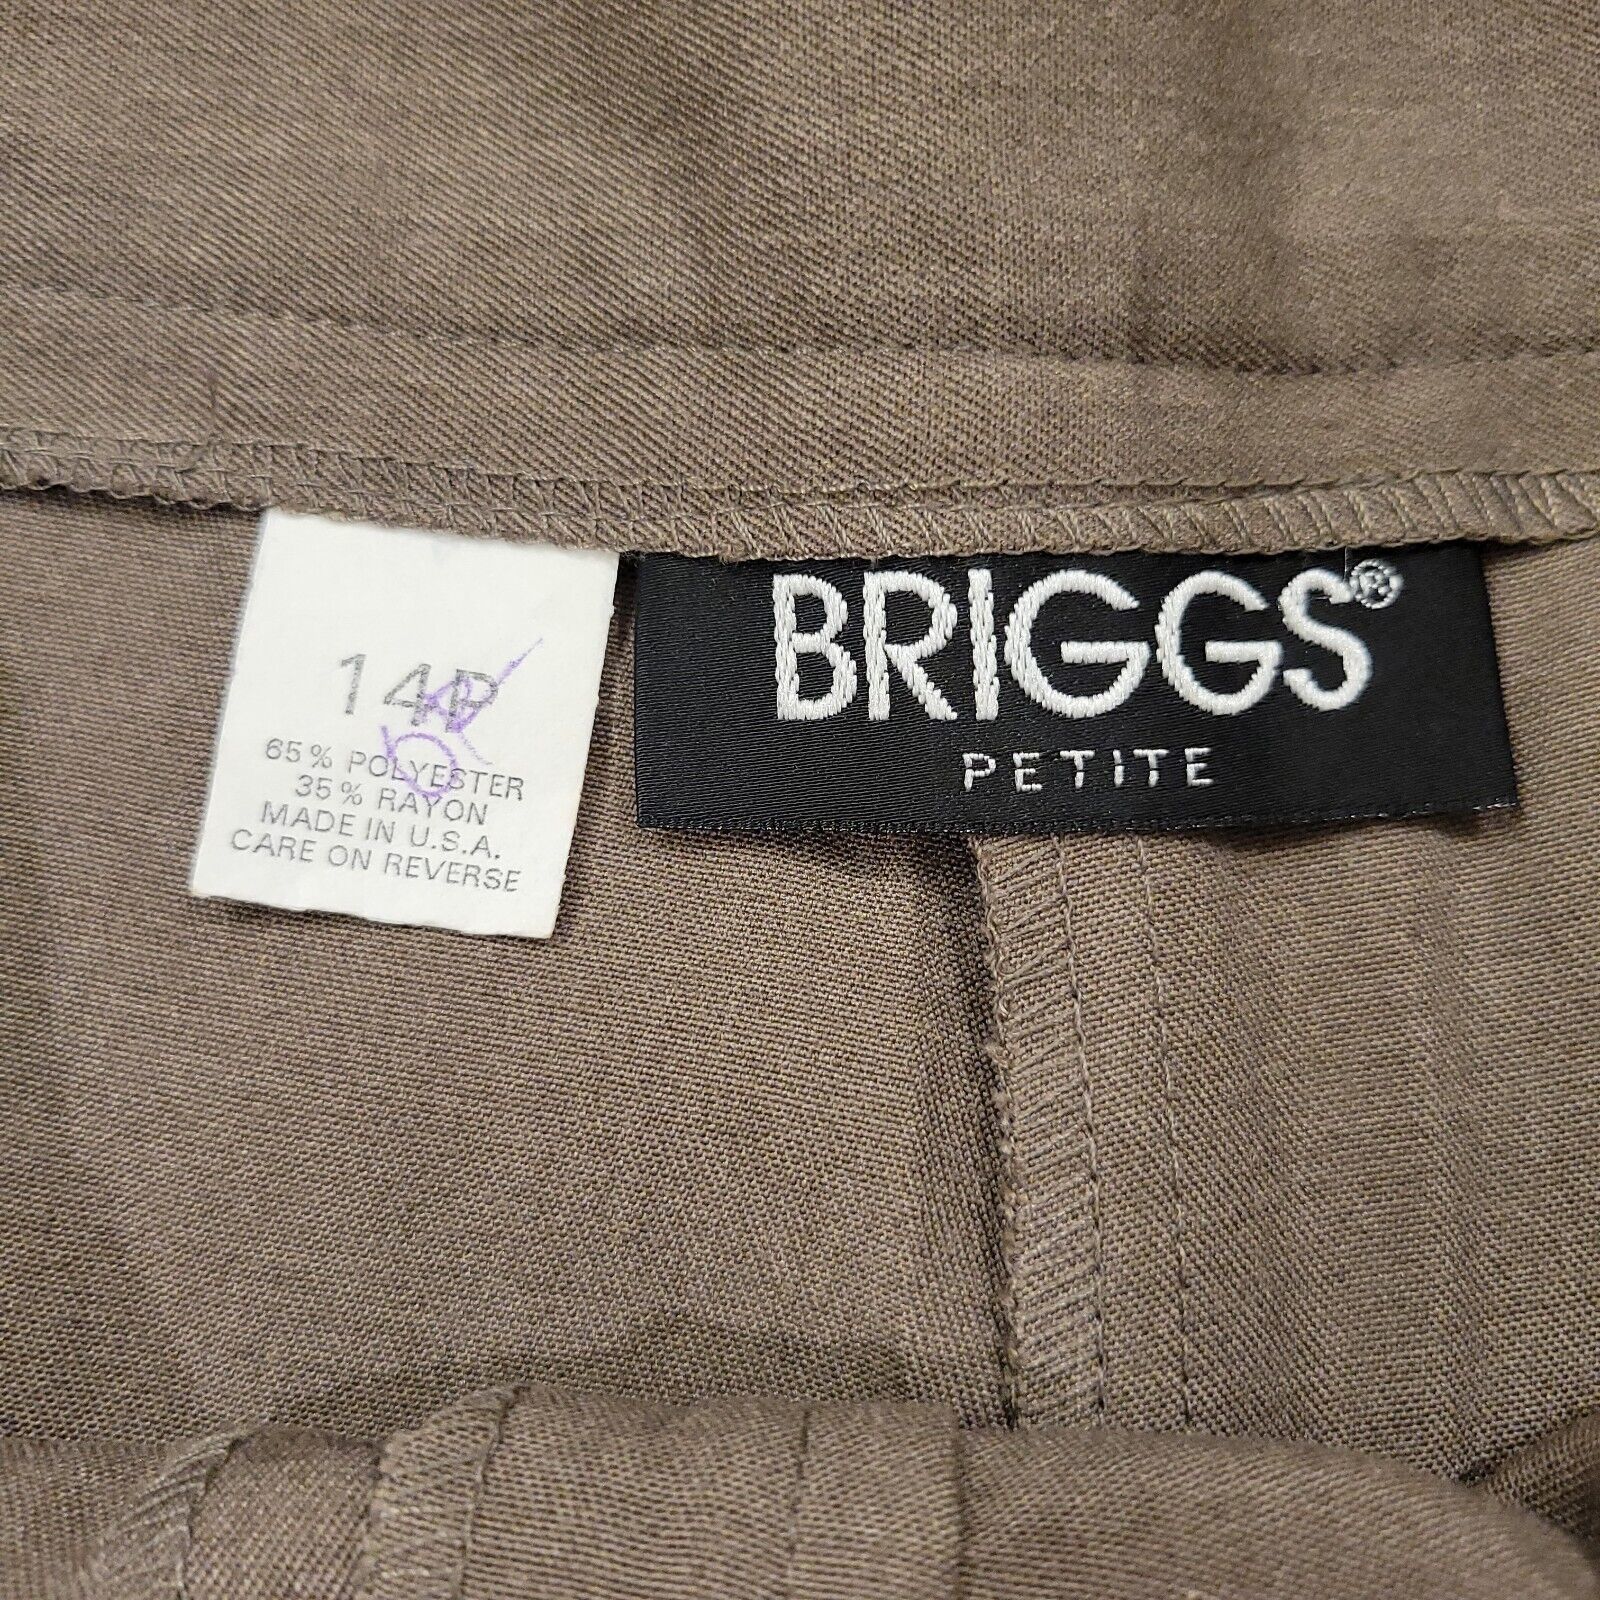 14P
65% POLYESTER
35% RAYON
MADE IN U.S.A.
CARE ON REVERSE
BRIGGS®
PETITE